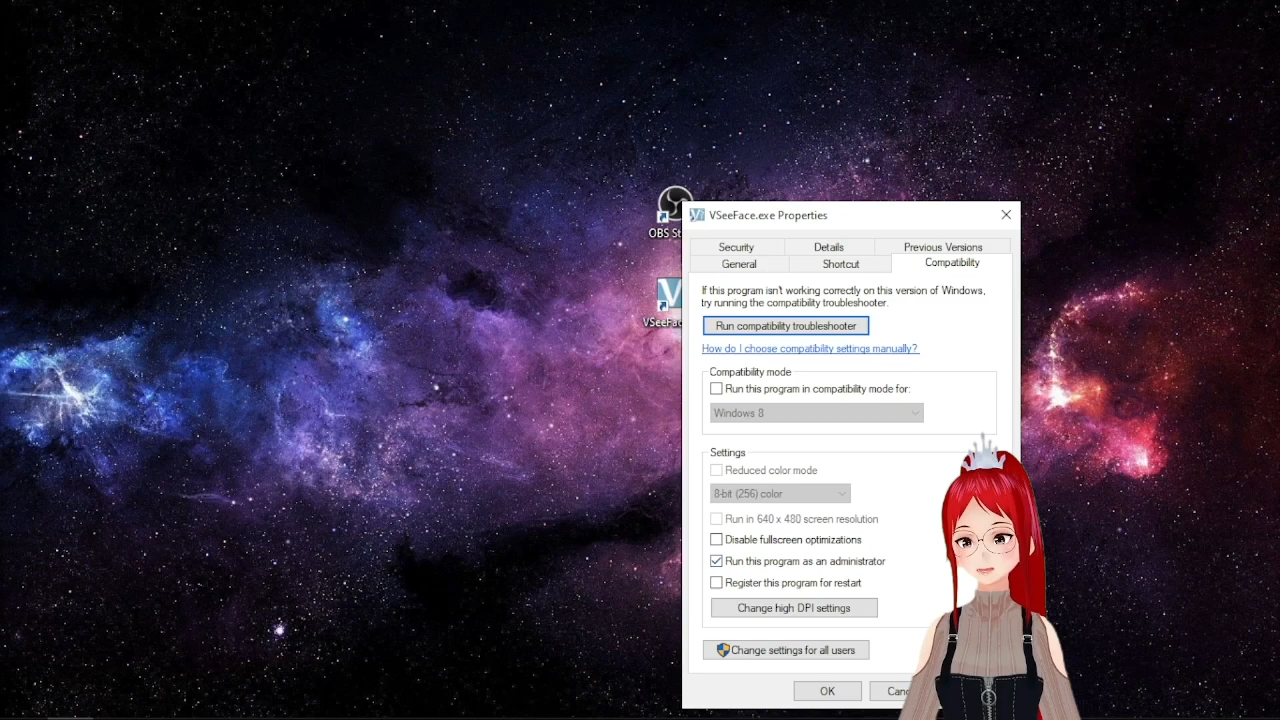 OBS
VSeeFace.exe Properties
Security Details Previous Versions
General Shortcut Compatibility
If this program isn't working correctly on this version of Windows,
try running the compatibility troubleshooter.
Run compatibility troubleshooter
How do I choose compatibility settings manually?
Compatibility mode
Run this program in compatibility mode for:
Windows 8
Settings
Reduced color mode
8-bit (256) color
Run in 640 x 480 screen resolution
Disable fullscreen optimizations
Run this program as an administrator
Register this program for restart
Change high DPI settings
Change settings for all users
OK